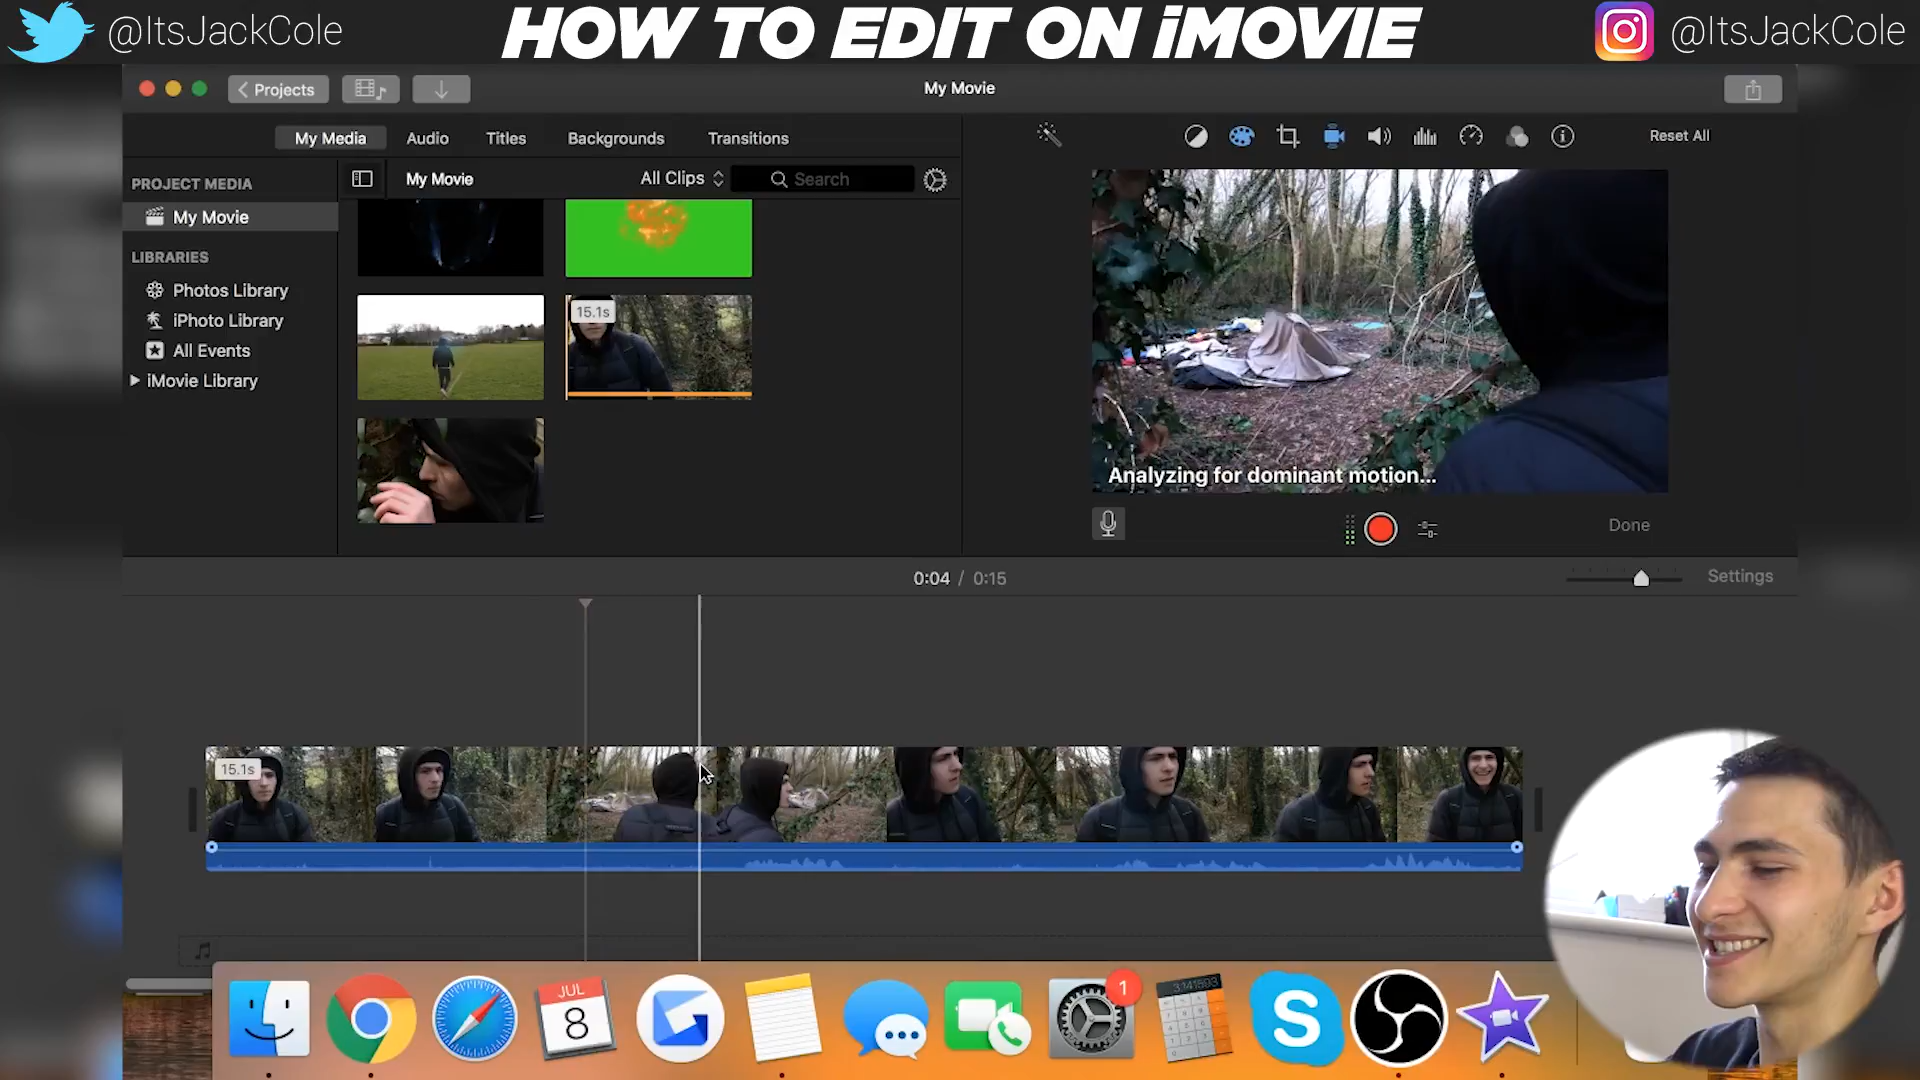 @ItsJackCole
HOW TO EDIT ON iMOVIE
@ItsJackCole
Projects
My Movie
My Media
Audio
Titles
Backgrounds
Transitions
Reset All
PROJECT MEDIA
My Movie
LIBRARIES
Photos Library
iPhoto Library
All Events
iMovie Library
My Movie
All Clips
Search
15.1s
Analyzing for dominant motion...
Done
0:04 / 0:15
Settings
15.1s
JUL
8
1
3.141593
S